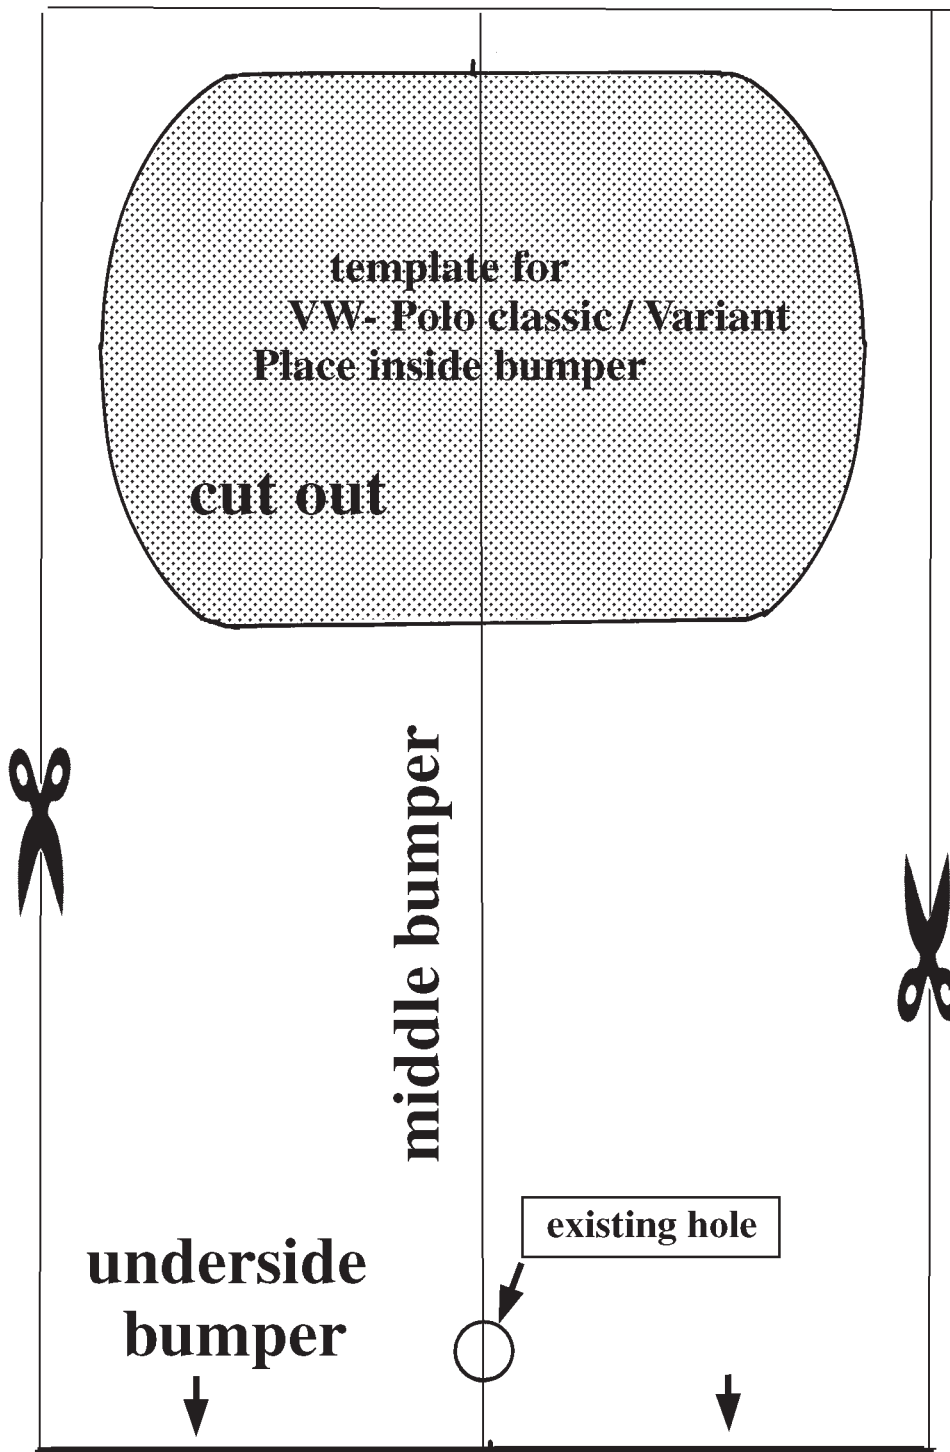 template for
VW- Polo classic / Variant
Place inside bumper
cut out
middle bumper
existing hole
underside
bumper